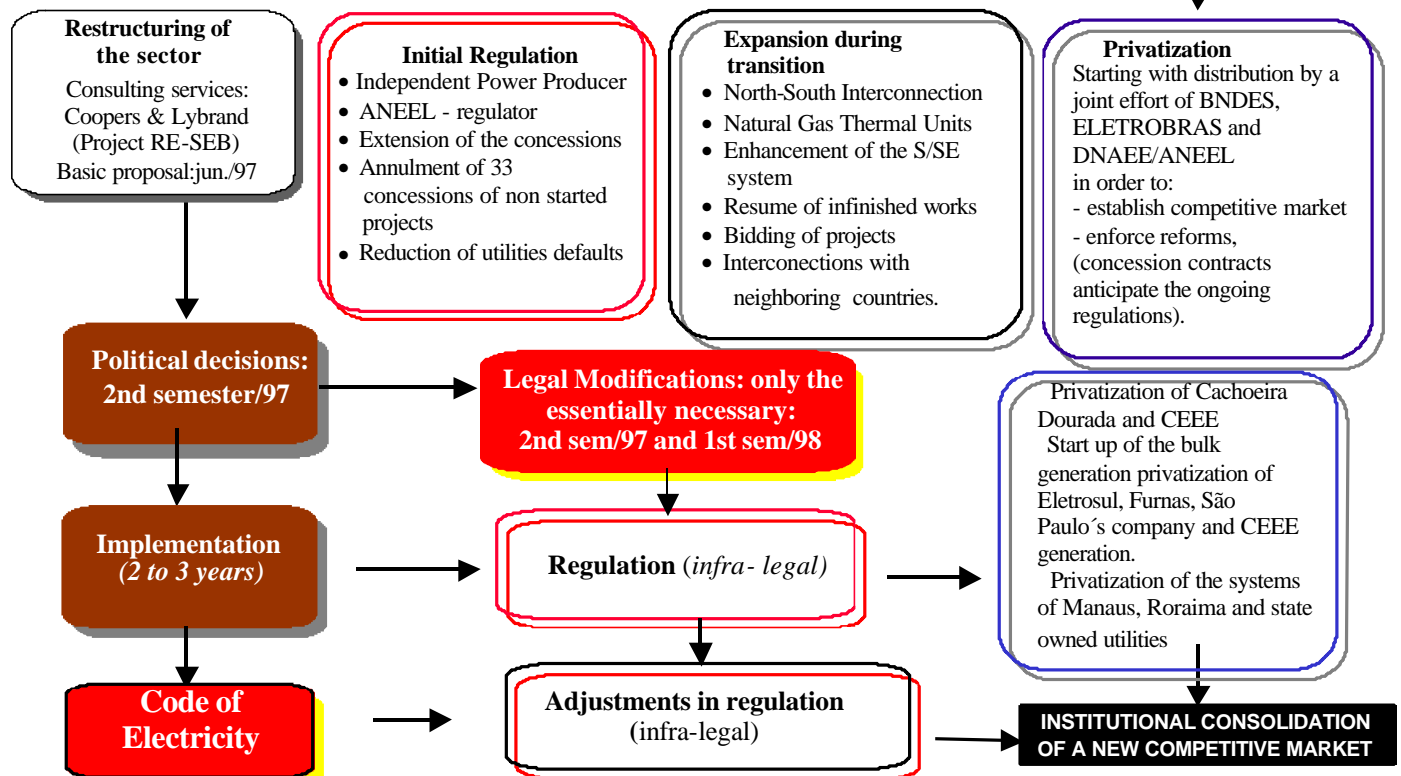 Restructuring of
the sector
Consulting services:
Coopers & Lybrand
(Project RE-SEB)
Basic proposal:jun./97
Initial Regulation
• Independent Power Producer
• ANEEL - regulator
• Extension of the concessions
• Annulment of 33
concessions of non started
projects
• Reduction of utilities defaults
Expansion during
transition
• North-South Interconnection
• Natural Gas Thermal Units
• Enhancement of the S/SE
system
• Resume of infinished works
• Bidding of projects
• Interconections with
neighboring countries.
Privatization
Starting with distribution by a
joint effort of BNDES,
ELETROBRAS and
DNAEE/ANEEL
in order to:
- establish competitive market
- enforce reforms,
(concession contracts
anticipate the ongoing
regulations).
Political decisions:
2nd semester/97
Legal Modifications: only the
essentially necessary:
2nd sem/97 and 1st sem/98
Privatization of Cachoeira
Dourada and CEEE
Start up of the bulk
generation privatization of
Eletrosul, Furnas, São
Paulo´s company and CEEE
generation.
Privatization of the systems
of Manaus, Roraima and state
owned utilities
Implementation
(2 to 3 years)
Regulation (infra- legal)
Code of
Electricity
Adjustments in regulation
(infra-legal)
INSTITUTIONAL CONSOLIDATION
OF A NEW COMPETITIVE MARKET